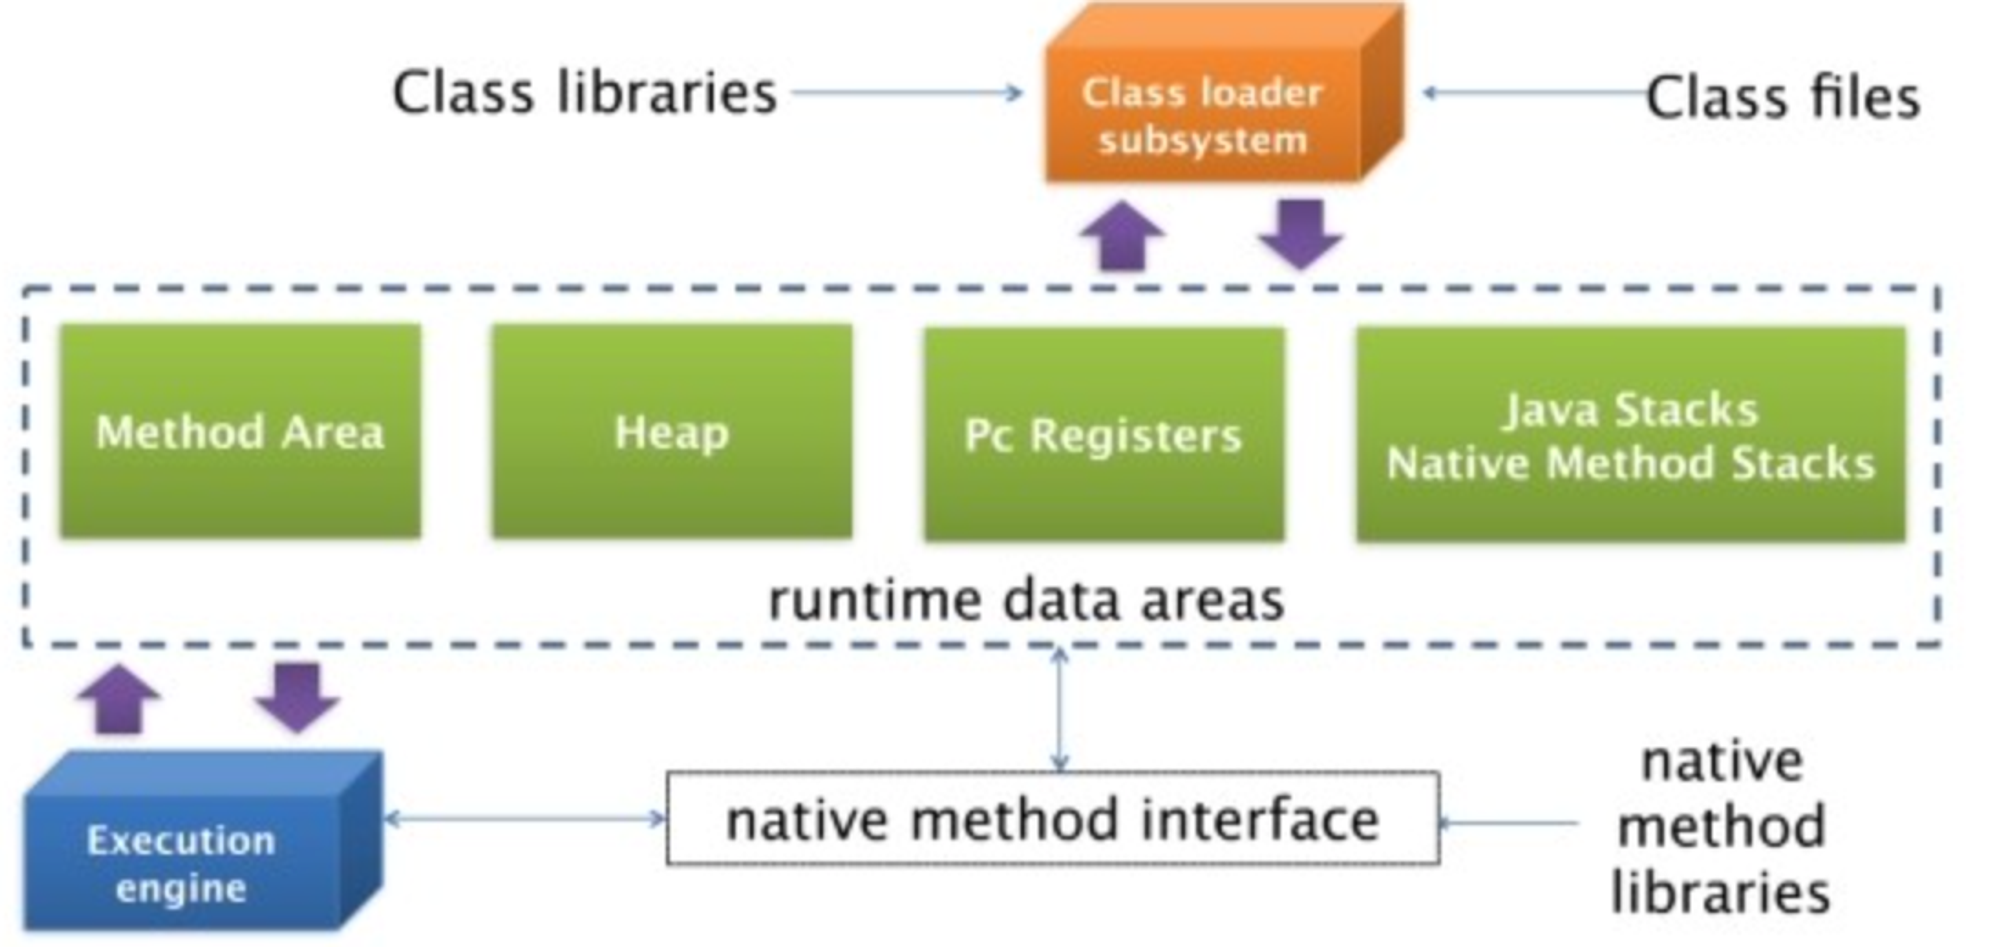 Class libraries
Class loader
subsystem
Class files
Method Area
Heap
Pc Registers
Java Stacks
Native Method Stacks
runtime data areas
Execution
engine
native method interface
native
method
libraries